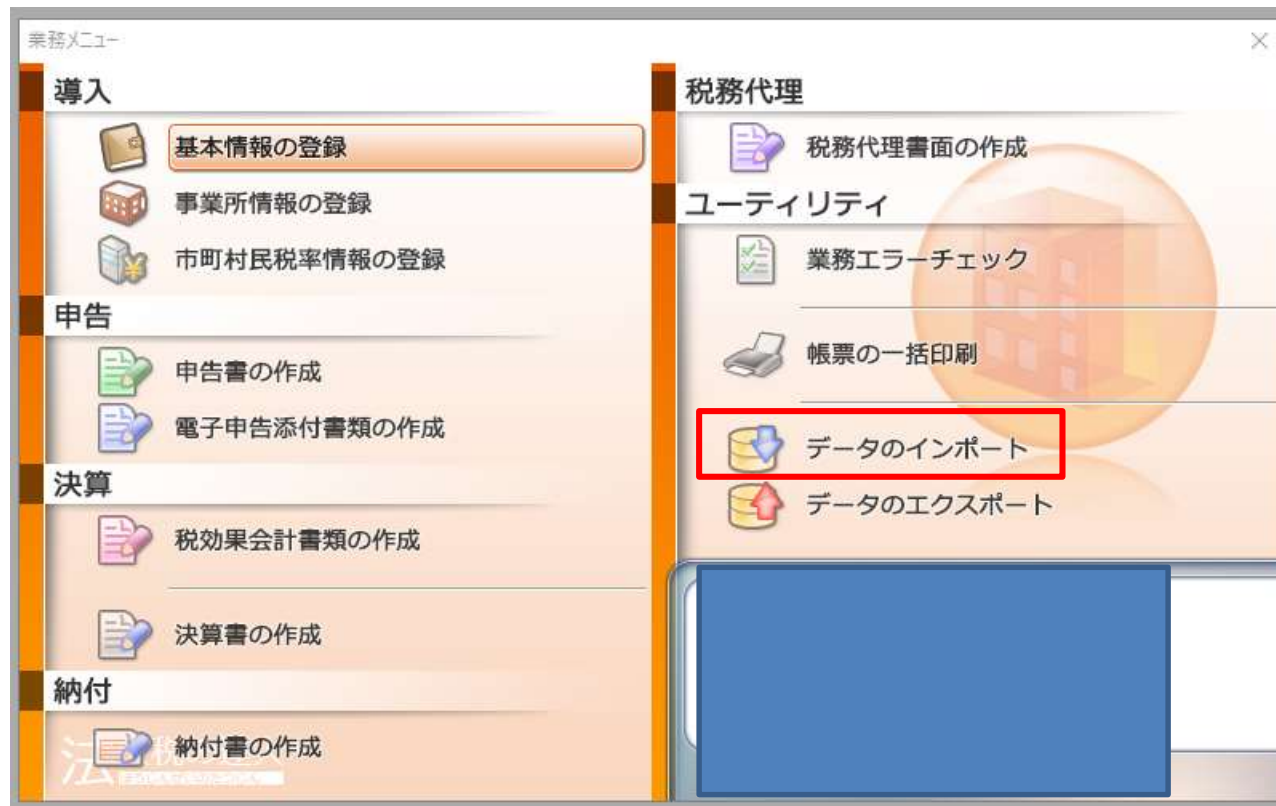 業務メニュー
導入
基本情報の登録
事業所情報の登録
市町村民税率情報の登録
申告
申告書の作成
電子申告添付書類の作成
決算
税効果会計書類の作成
決算書の作成
納付
納付書の作成
税務代理
税務代理書面の作成
ユーティリティ
業務エラーチェック
帳票の一括印刷
データのインポート
データのエクスポート